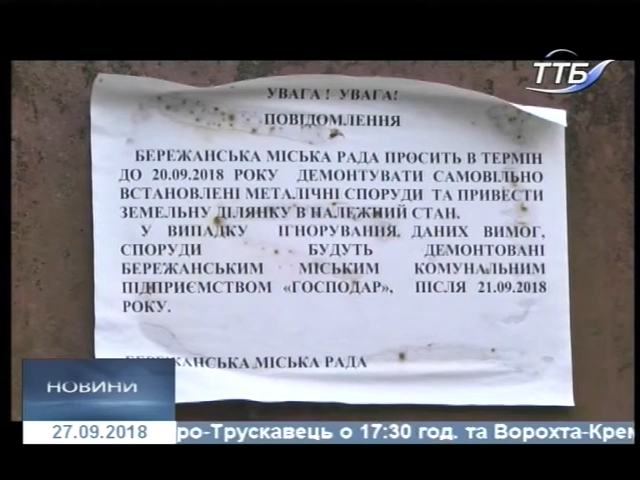 ТТБ
УВАГА! УВАГА!
ПОВІДОМЛЕННЯ
БЕРЕЖАНСЬКА МІСЬКА РАДА ПРОСИТЬ В ТЕРМІН
ДО 20.09.2018 РОКУ ДЕМОНТУВАТИ САМОВІЛЬНО
ВСТАНОВЛЕНІ МЕТАЛІЧНІ СПОРУДИ ТА ПРИВЕСТИ
ЗЕМЕЛЬНУ ДІЛЯНКУ В НАЛЕЖНИЙ СТАН.
У ВИПАДКУ ІГНОРУВАННЯ ДАНИХ ВИМОГ,
СПОРУДИ БУДУТЬ ДЕМОНТОВАНІ
БЕРЕЖАНСЬКИМ МІСЬКИМ КОМУНАЛЬНИМ
ПІДПРИЄМСТВОМ «ГОСПОДАР», ПІСЛЯ 21.09.2018
РОКУ.
БЕРЕЖАНСЬКА МІСЬКА РАДА
НОВИНИ
27.09.2018
ро-Трускавець о 17:30 год. та Ворохта-Крем